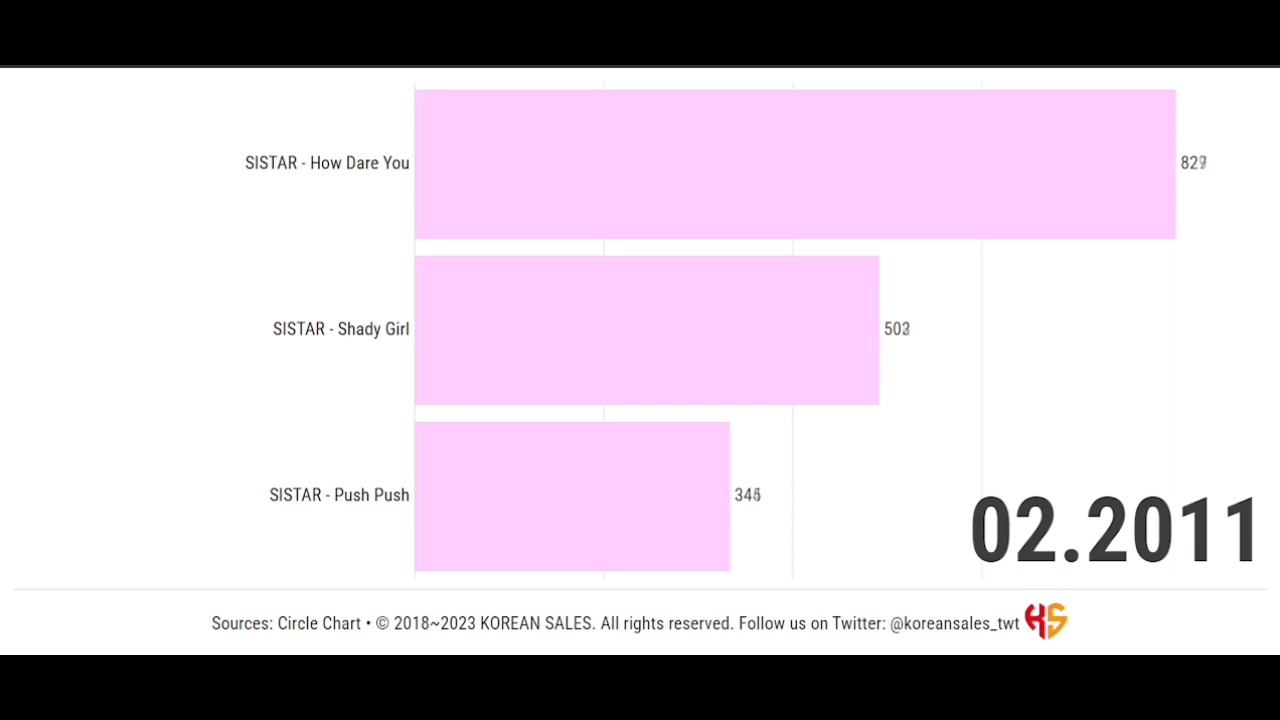 SISTAR - How Dare You
SISTAR - Shady Girl
SISTAR - Push Push
02.2011
Sources: Circle Chart • © 2018~2023 KOREAN SALES. All rights reserved. Follow us on Twitter: @koreansales_twt KS